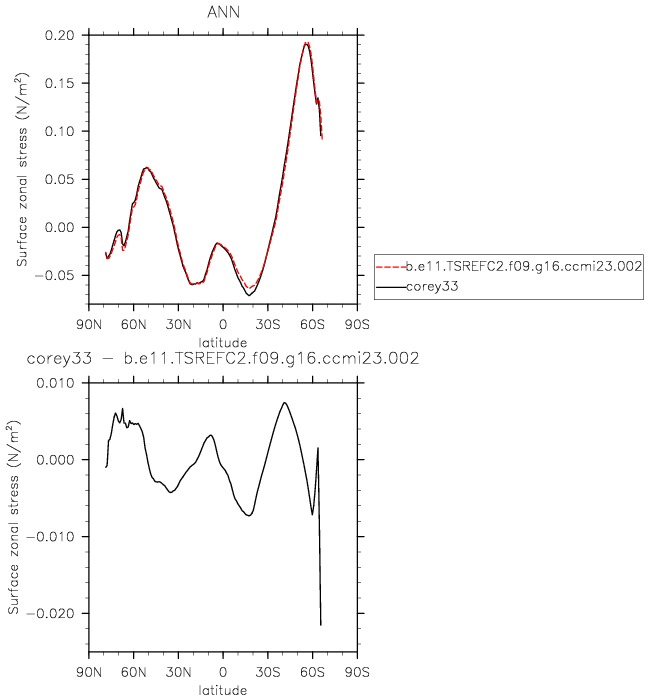 ANN
Surface zonal stress (N/m²)
0.20
0.15
0.10
0.05
0.00
−0.05
90N 60N 30N 0 30S 60S 90S
latitude
b.e11.TSREFC2.f09.g16.ccmi23.002
corey33
corey33 − b.e11.TSREFC2.f09.g16.ccmi23.002
Surface zonal stress (N/m²)
0.010
0.000
−0.010
−0.020
90N 60N 30N 0 30S 60S 90S
latitude